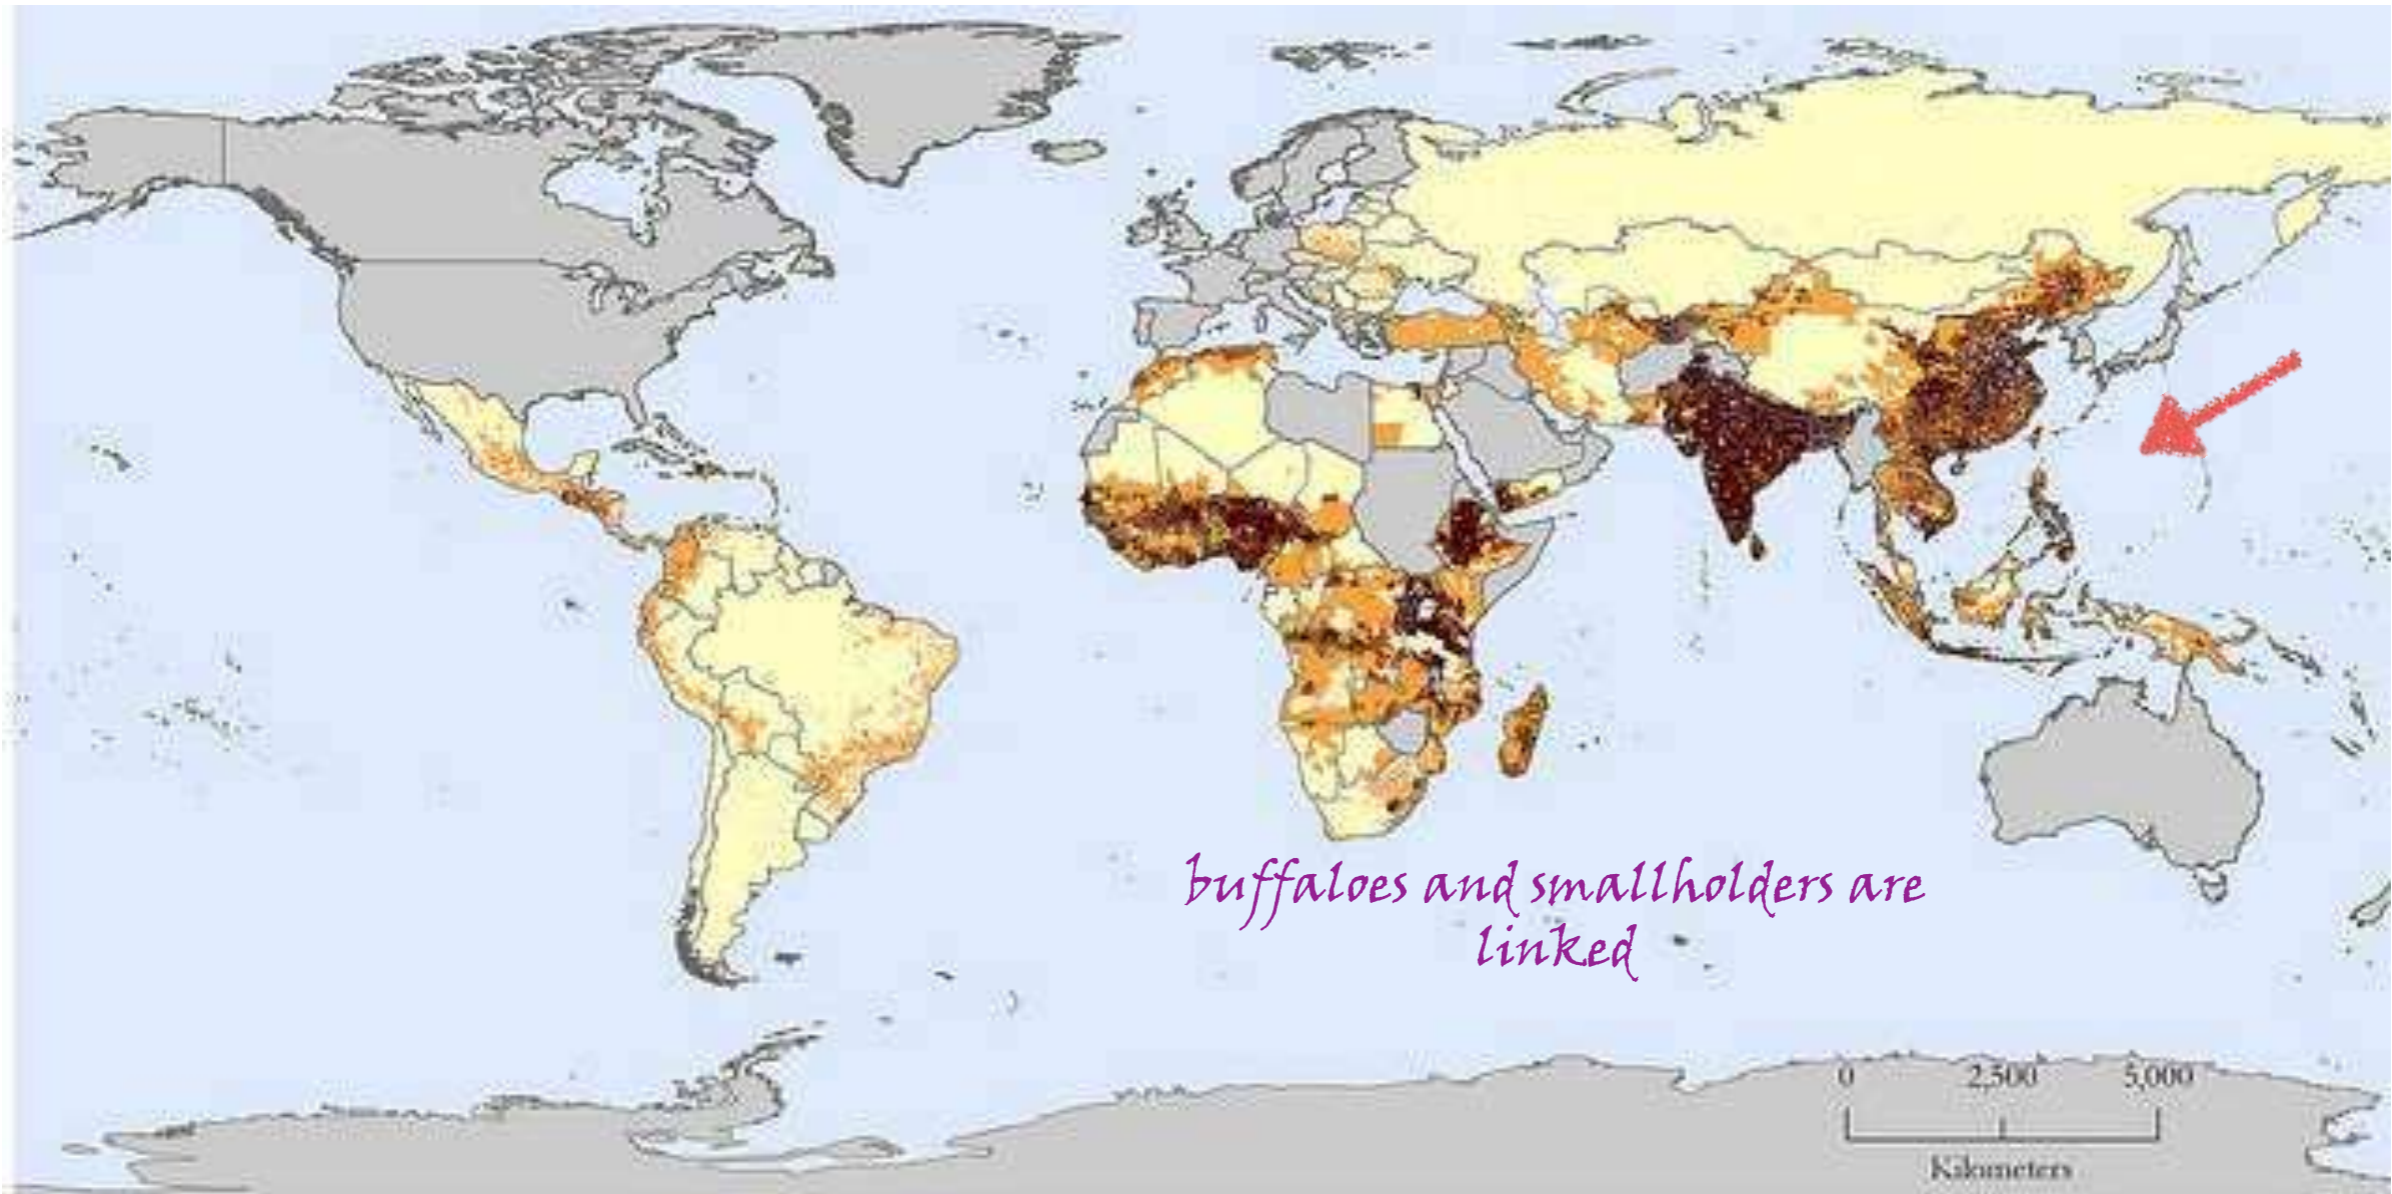 buffaloes and smallholders are
linked
0 2,500 5,000
Kilometers